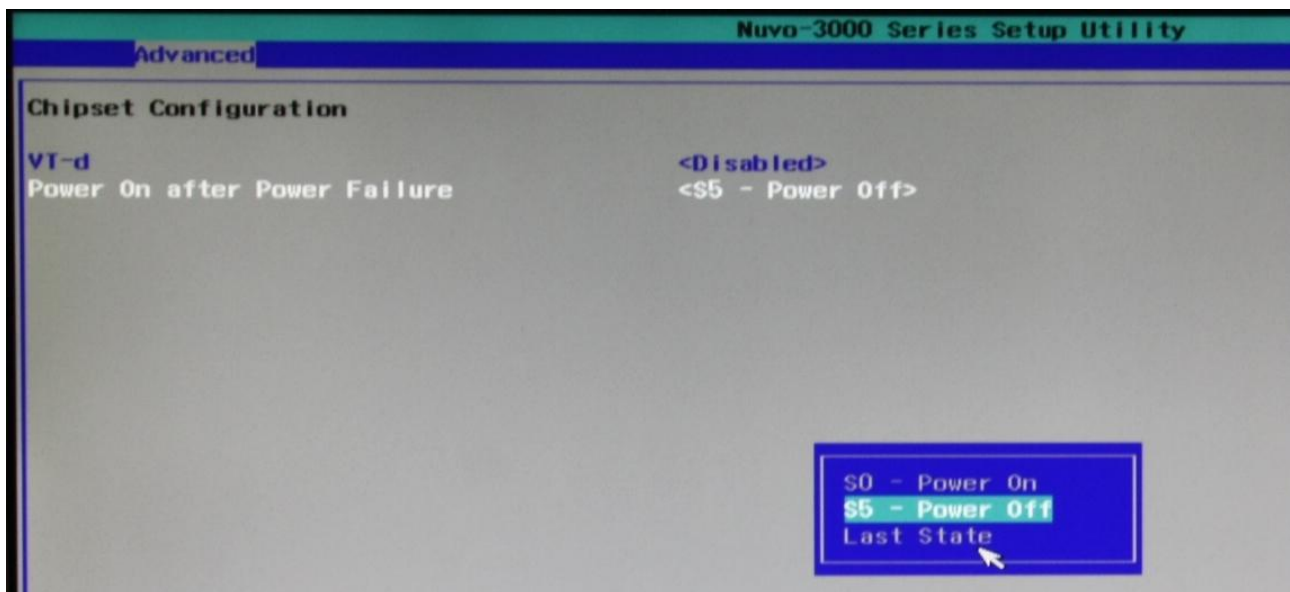 Nuvo-3000 Series Setup Utility
Advanced
Chipset Configuration
VT-d <Disabled>
Power On after Power Failure <S5 - Power Off>
S0 - Power On
S5 - Power Off
Last State